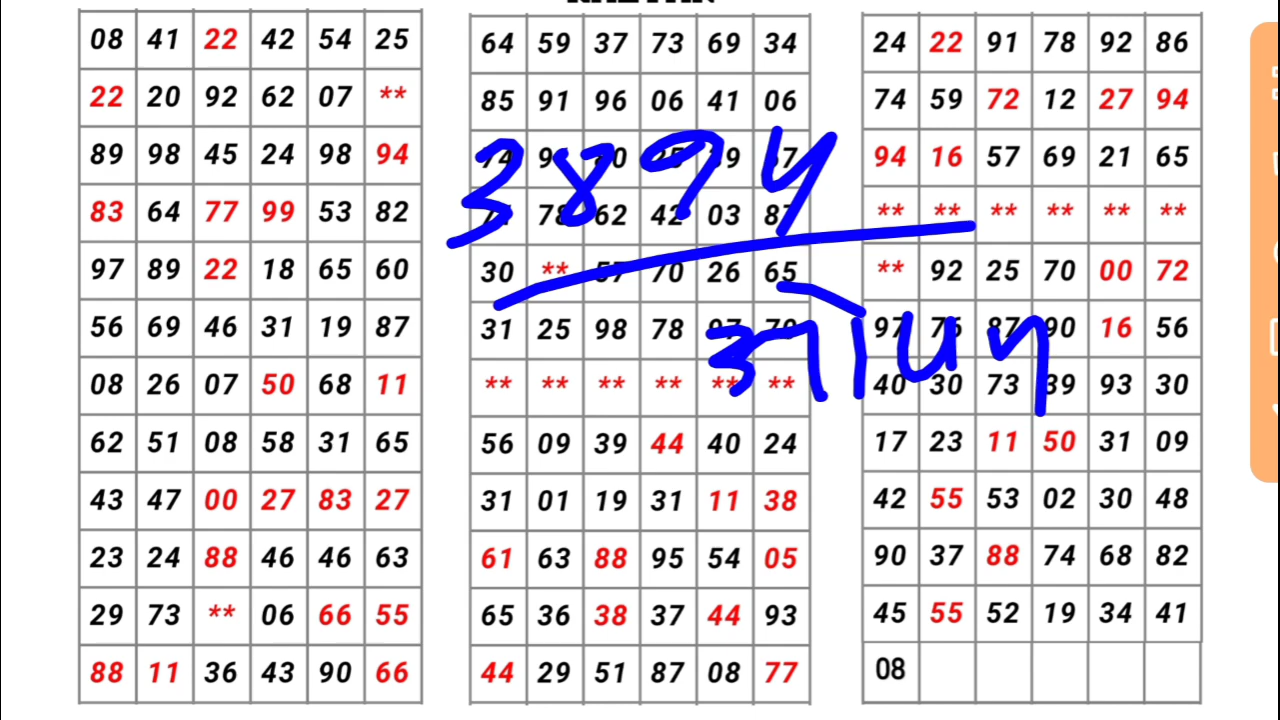 08 41 22 42 54 25
22 20 92 62 07 **
89 98 45 24 98 94
83 64 77 99 53 82
97 89 22 18 65 60
56 69 46 31 19 87
08 26 07 50 68 11
62 51 08 58 31 65
43 47 00 27 83 27
23 24 88 46 46 63
29 73 ** 06 66 55
88 11 36 43 90 66
64 59 37 73 69 34
85 91 96 06 41 06
62 42 03
30 ** 57 70 26 65
31 25 98 78 97
** ** ** ** ** **
56 09 39 44 40 24
31 01 19 31 11 38
61 63 88 95 54 05
65 36 38 37 44 93
44 29 51 87 08 77
24 22 91 78 92 86
74 59 72 12 27 94
94 16 57 69 21 65
** ** ** ** ** **
** 92 25 70 00 72
97 76 87 90 16 56
40 30 73 39 93 30
17 23 11 50 31 09
42 55 53 02 30 48
90 37 88 74 68 82
45 55 52 19 34 41
08